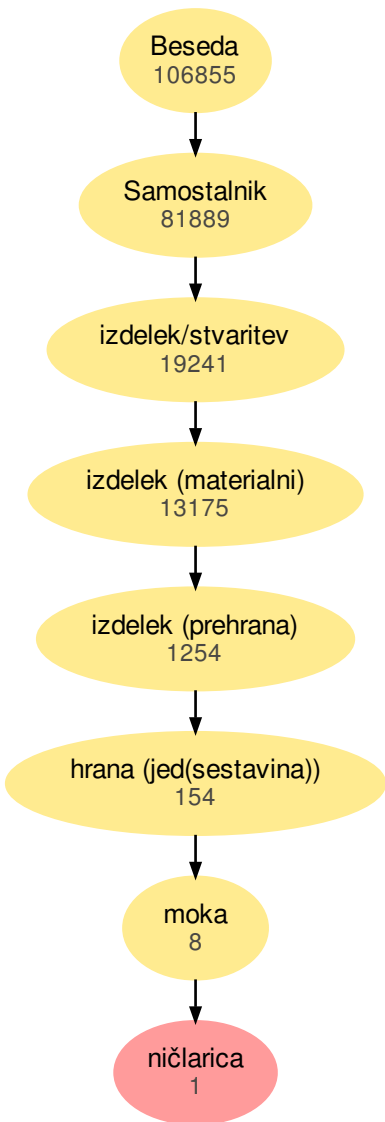 Beseda
106855
Samostalnik
81889
izdelek/stvaritev
19241
izdelek (materialni)
13175
izdelek (prehrana)
1254
hrana (jed(sestavina))
154
moka
8
ničlarica
1